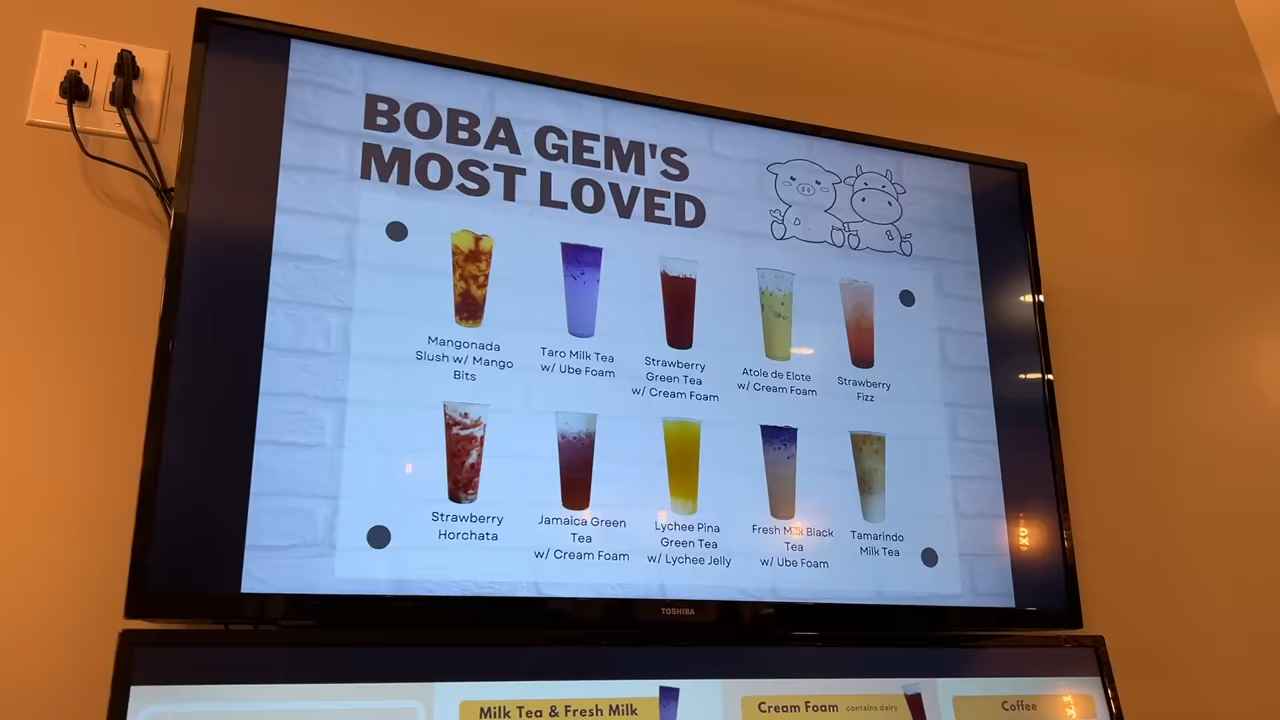 BOBA GEM'S
MOST LOVED
Mangonada
Slush w/ Mango
Bits
Taro Milk Tea
w/ Ube Foam
Strawberry
Green Tea
w/ Cream Foam
Atole de Elote
w/ Cream Foam
Strawberry
Fizz
Strawberry
Horchata
Jamaica Green
Tea
w/ Cream Foam
Lychee Pina
Green Tea
w/ Lychee Jelly
Fresh Milk Black
Tea
w/ Ube Foam
Tamarindo
Milk Tea
TOSHIBA
Milk Tea & Fresh Milk
Cream Foam contains dairy
Coffee